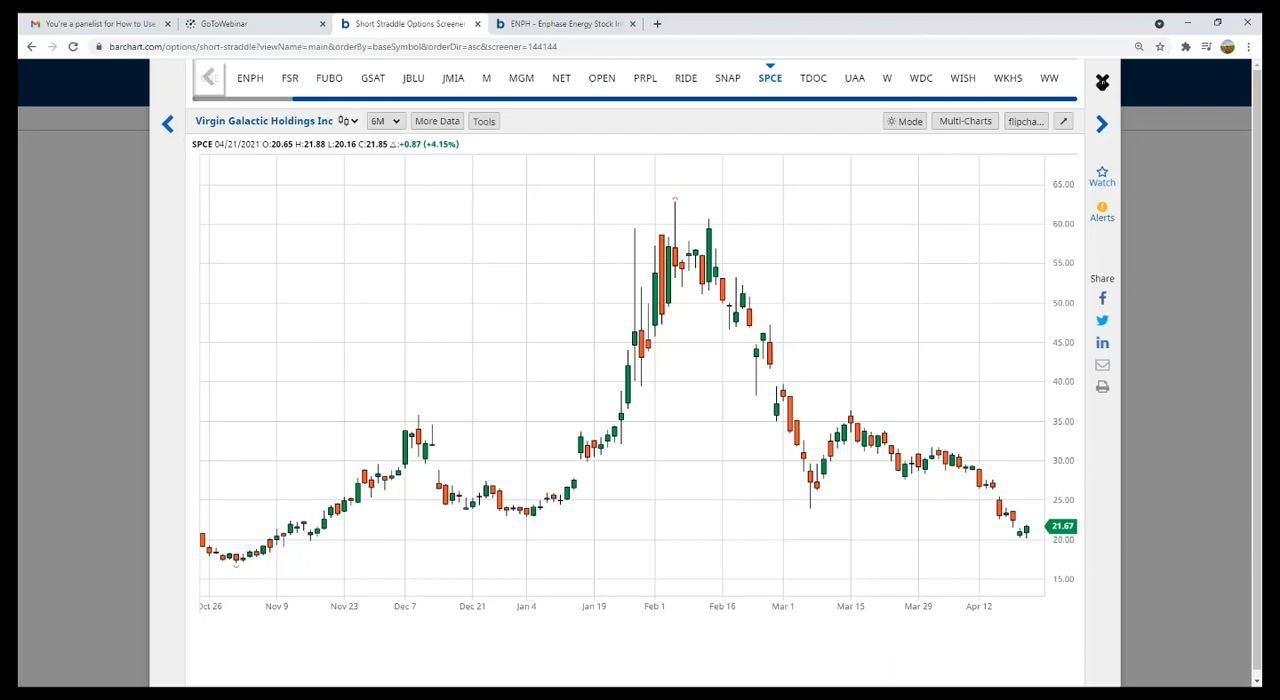 You're a panelist for How to Use GoToWebinar Short Straddle Options Screener ENPH - Enphase Energy Stock In
barchart.com/options/short-straddle?viewName=main&orderBy=baseSymbol&orderDir=asc&screener=144144
ENPH FSR FUBO GSAT JBLU JMIA M MGM NET OPEN PRPL RIDE SNAP SPCE TDOC UAA W WDC WISH WKHS WW
Virgin Galactic Holdings Inc 6M More Data Tools Mode Multi-Charts flipcha...
SPCE 04/21/2021 O:20.65 H:21.88 L:20.16 C:21.85 △:+0.87 (+4.15%)
Watch
Alerts
Share
65.00
60.00
55.00
50.00
45.00
40.00
35.00
30.00
25.00
21.67
20.00
15.00
Oct 26 Nov 9 Nov 23 Dec 7 Dec 21 Jan 4 Jan 19 Feb 1 Feb 16 Mar 1 Mar 15 Mar 29 Apr 12